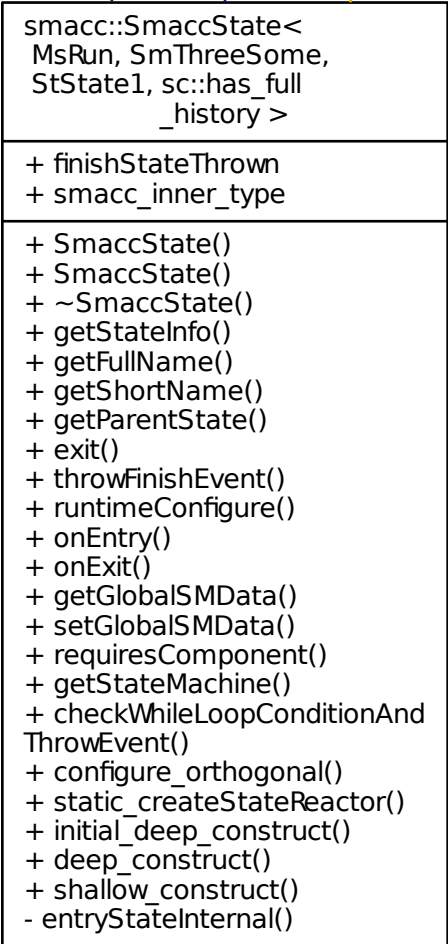 smacc::SmaccState<
MsRun, SmThreeSome,
StState1, sc::has_full
_history >
+ finishStateThrown
+ smacc_inner_type
+ SmaccState()
+ SmaccState()
+ ~SmaccState()
+ getStateInfo()
+ getFullName()
+ getShortName()
+ getParentState()
+ exit()
+ throwFinishEvent()
+ runtimeConfigure()
+ onEntry()
+ onExit()
+ getGlobalSMData()
+ setGlobalSMData()
+ requiresComponent()
+ getStateMachine()
+ checkWhileLoopConditionAnd
ThrowEvent()
+ configure_orthogonal()
+ static_createStateReactor()
+ initial_deep_construct()
+ deep_construct()
+ shallow_construct()
- entryStateInternal()